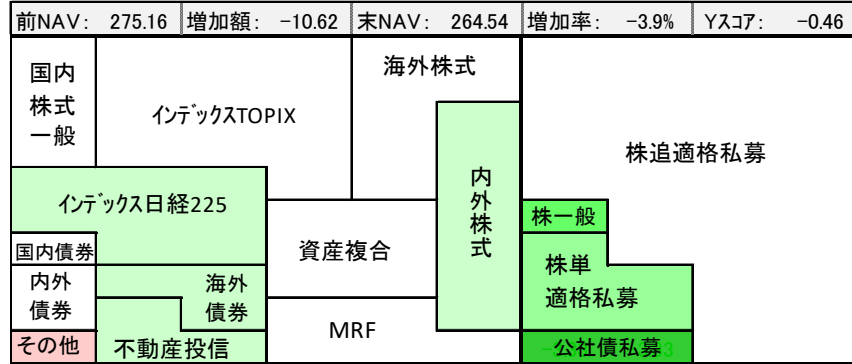 前NAV: 275.16 増加額: -10.62 末NAV: 264.54 増加率: -3.9% Yスコア: -0.46
国内
株式
一般
インデックスTOPIX
海外株式
株追適格私募
インデックス日経225
内外株式
株一般
国内債券
資産複合
株単
適格私募
内外
債券
海外
債券
MRF
その他
不動産投信
公社債私募